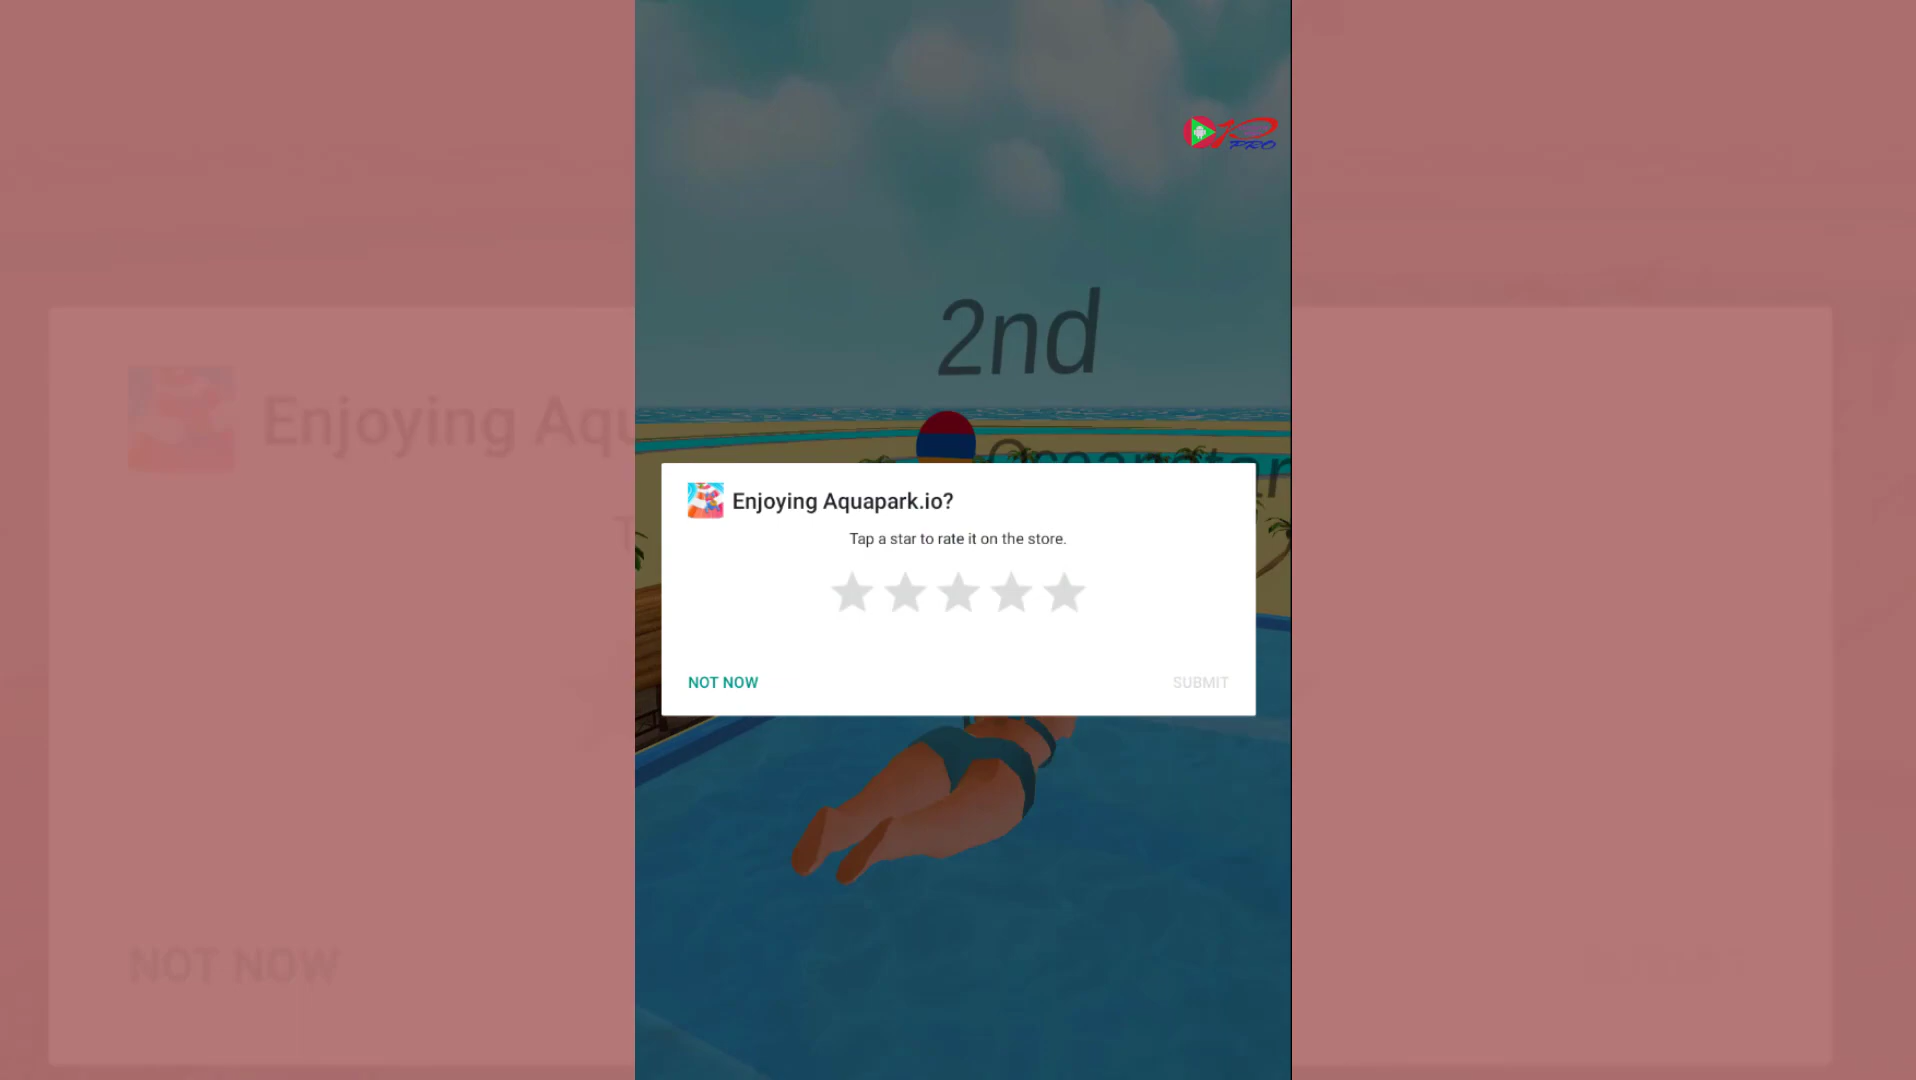 PRO
2nd
Enjoying Aqu
Enjoying Aquapark.io?
Tap a star to rate it on the store.
NOT NOW
SUBMIT
NOT NOW